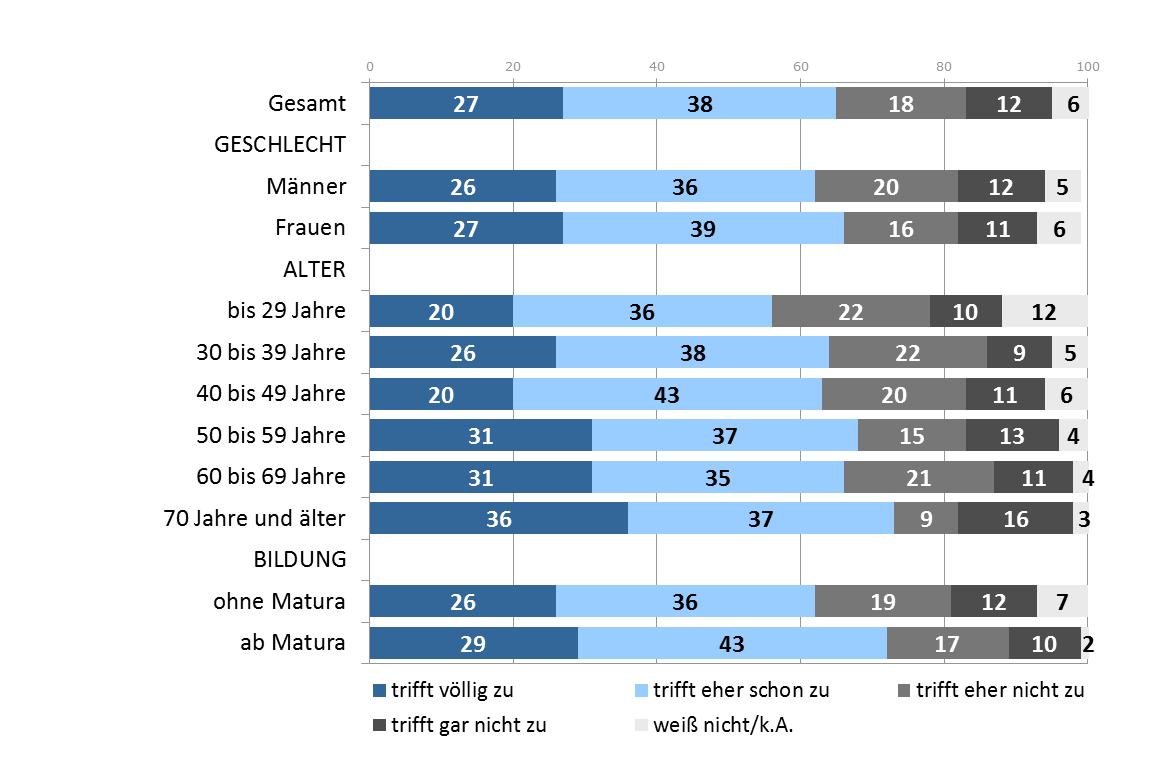 0 20 40 60 80 100
Gesamt 27 38 18 12 6
GESCHLECHT
Männer 26 36 20 12 5
Frauen 27 39 16 11 6
ALTER
bis 29 Jahre 20 36 22 10 12
30 bis 39 Jahre 26 38 22 9 5
40 bis 49 Jahre 20 43 20 11 6
50 bis 59 Jahre 31 37 15 13 4
60 bis 69 Jahre 31 35 21 11 4
70 Jahre und älter 36 37 9 16 3
BILDUNG
ohne Matura 26 36 19 12 7
ab Matura 29 43 17 10 2
trifft völlig zu trifft eher schon zu trifft eher nicht zu
trifft gar nicht zu weiß nicht/k.A.